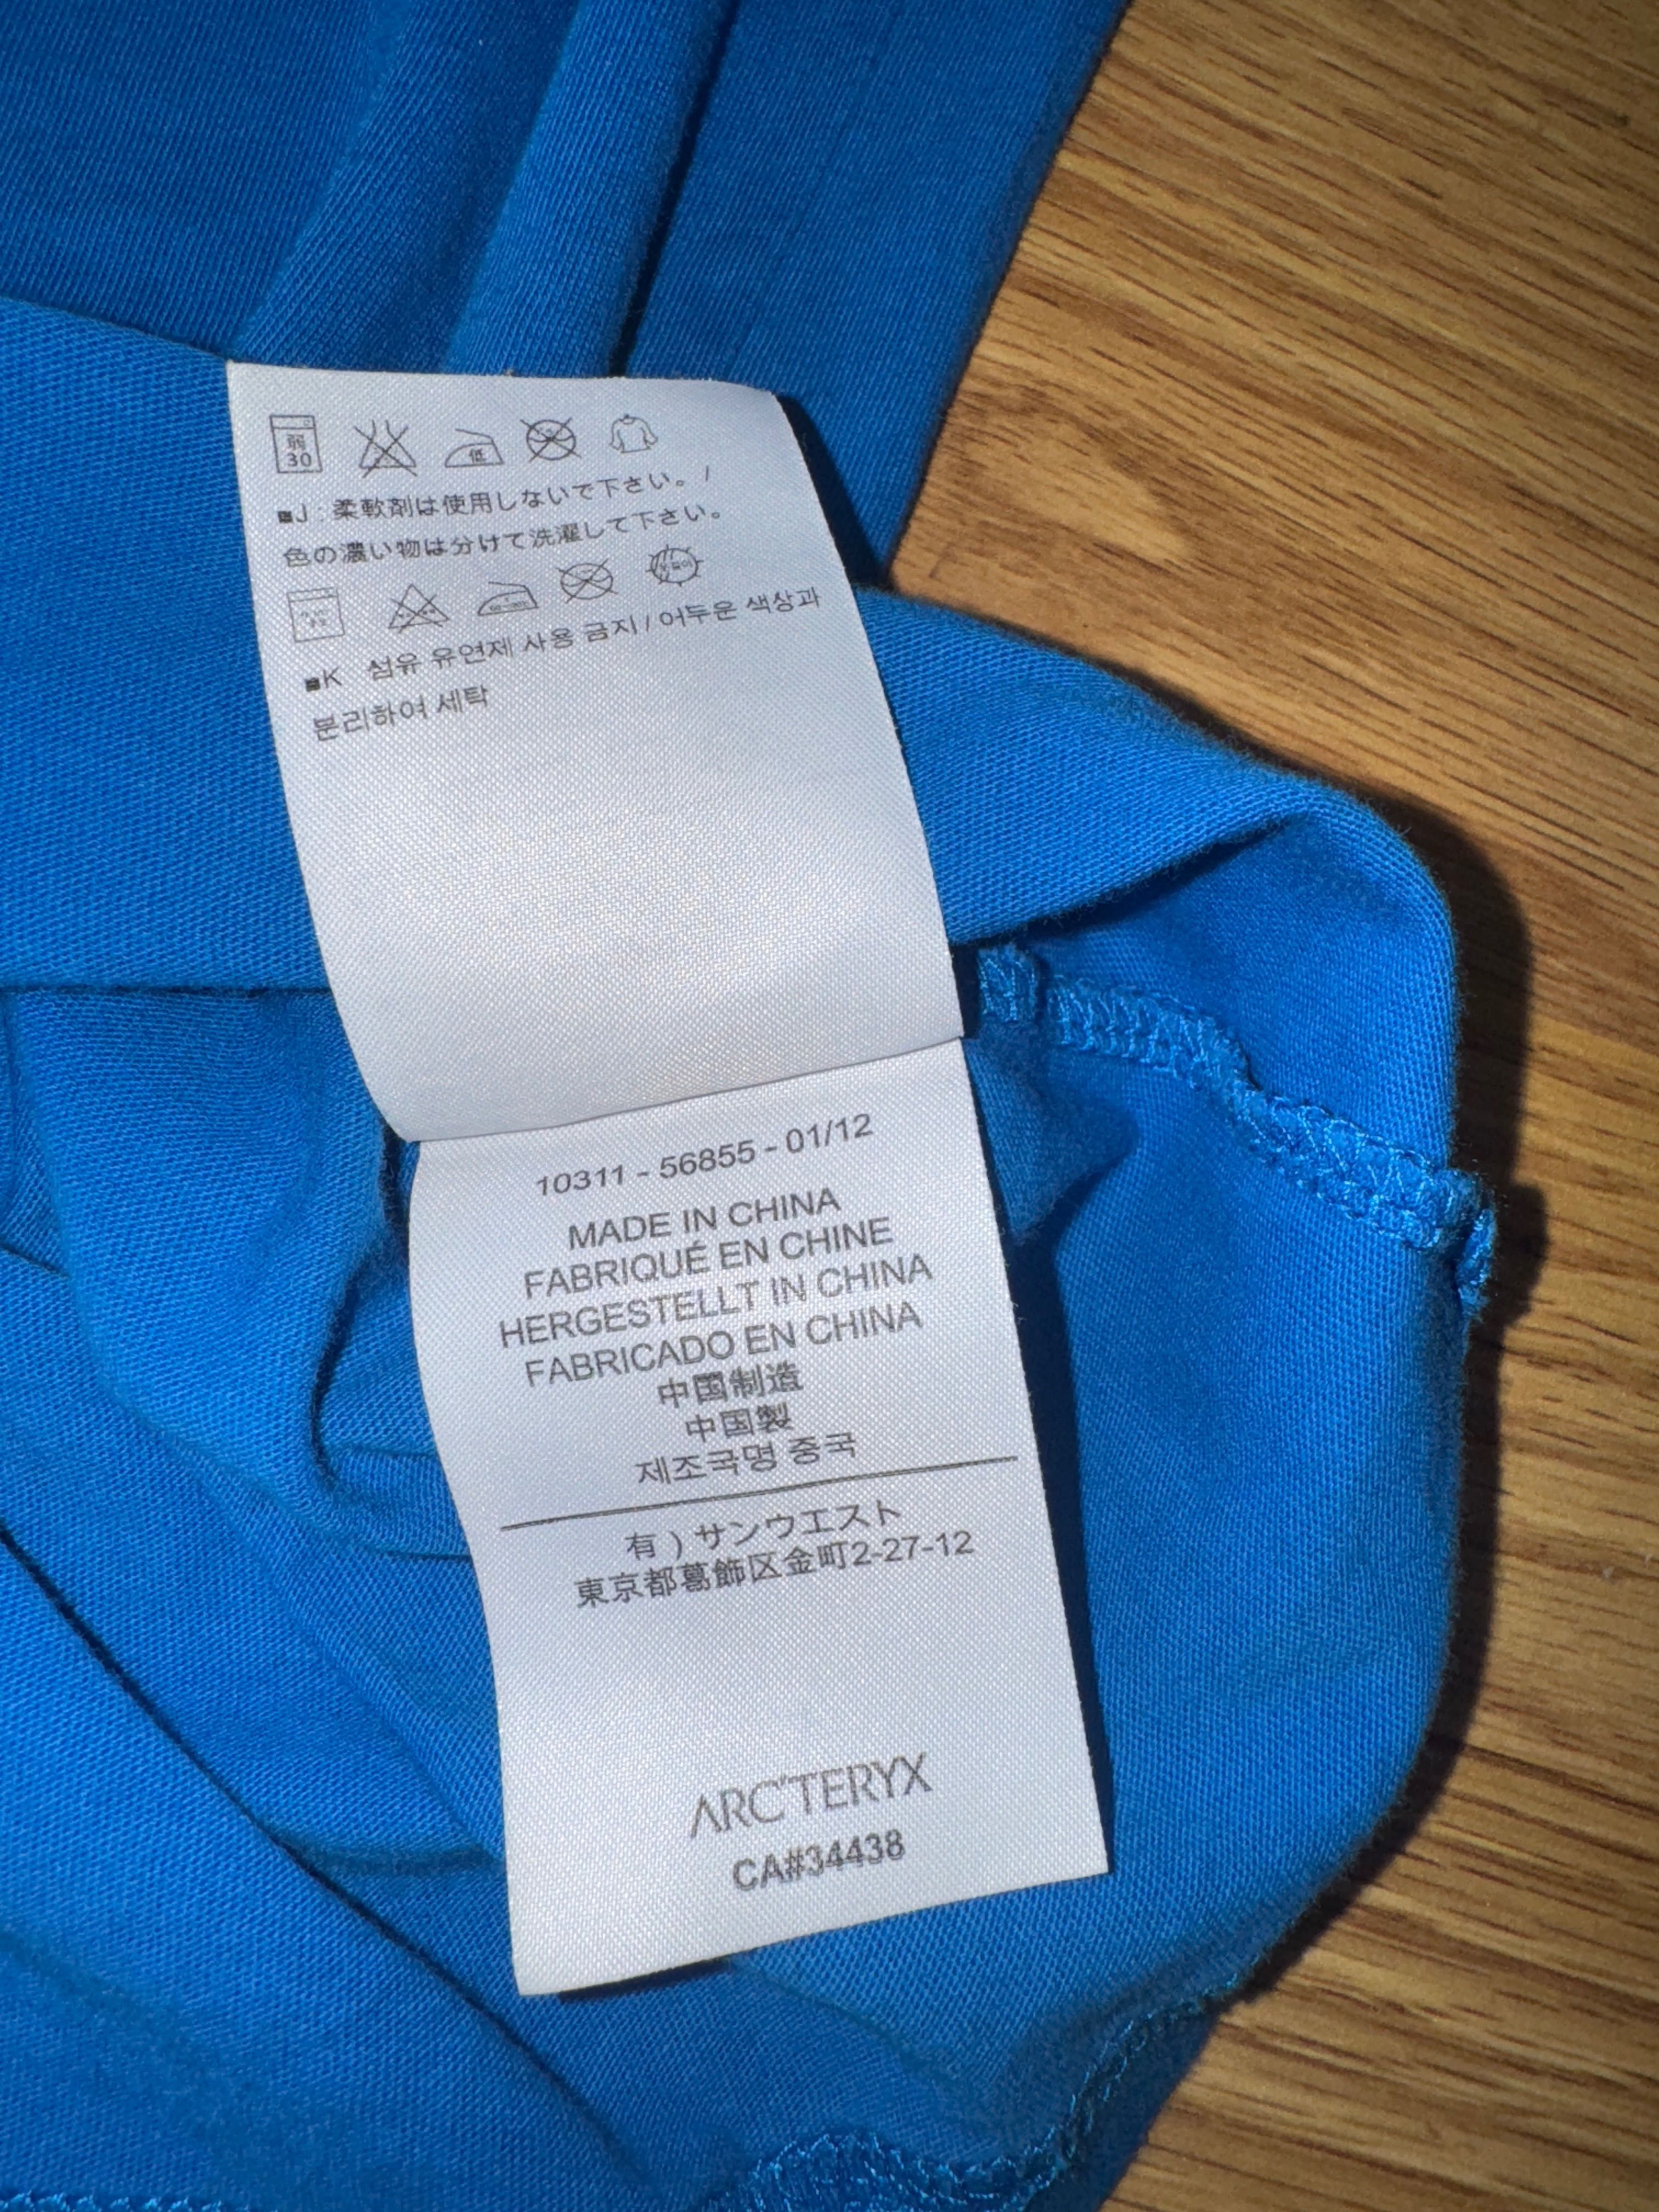 弱
30
低
■J : 柔軟剤は使用しないで下さい。 /
色の濃い物は分けて洗濯して下さい。
■K 섬유 유연제 사용 금지 / 어두운 색상과
분리하여 세탁
10311 - 56855 - 01/12
MADE IN CHINA
FABRIQUÉ EN CHINE
HERGESTELLT IN CHINA
FABRICADO EN CHINA
中国制造
中国製
제조국명 중국
有 ) サンウエスト
東京都葛飾区金町2-27-12
ARC'TERYX
CA#34438